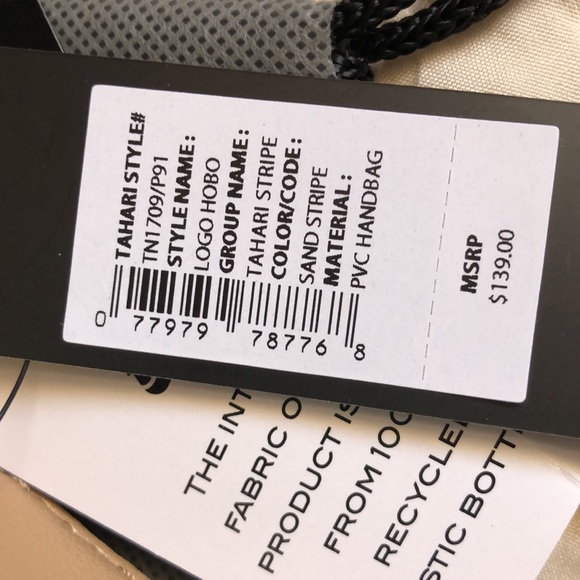 TAHARI STYLE#
TN1709/P91
STYLE NAME:
LOGO HOBO
GROUP NAME:
TAHARI STRIPE
COLOR/CODE:
SAND STRIPE
MATERIAL:
PVC HANDBAG
0 77979 78776 8
MSRP
$139.00
THE INT
FABRIC O
PRODUCT IS
FROM 100
RECYCLE
STIC BOTT